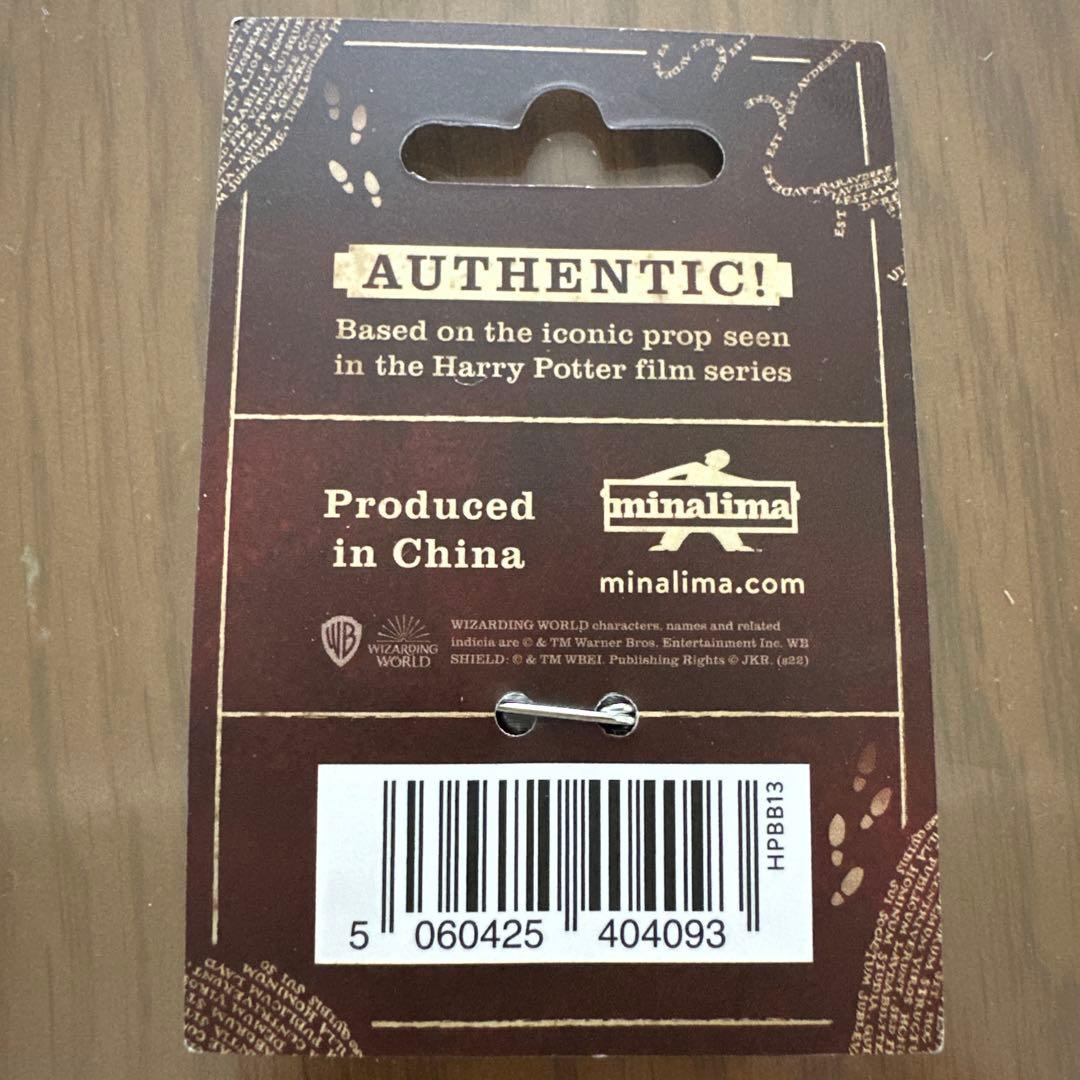 AUTHENTIC!
Based on the iconic prop seen
in the Harry Potter film series
Produced
in China
minalima
minalima.com
WB
WIZARDING
WORLD
WIZARDING WORLD characters, names and related
indicia are © & TM Warner Bros. Entertainment Inc. WB
SHIELD: © & TM WBEI. Publishing Rights © JKR. (s22)
HPBB13
5 060425 404093